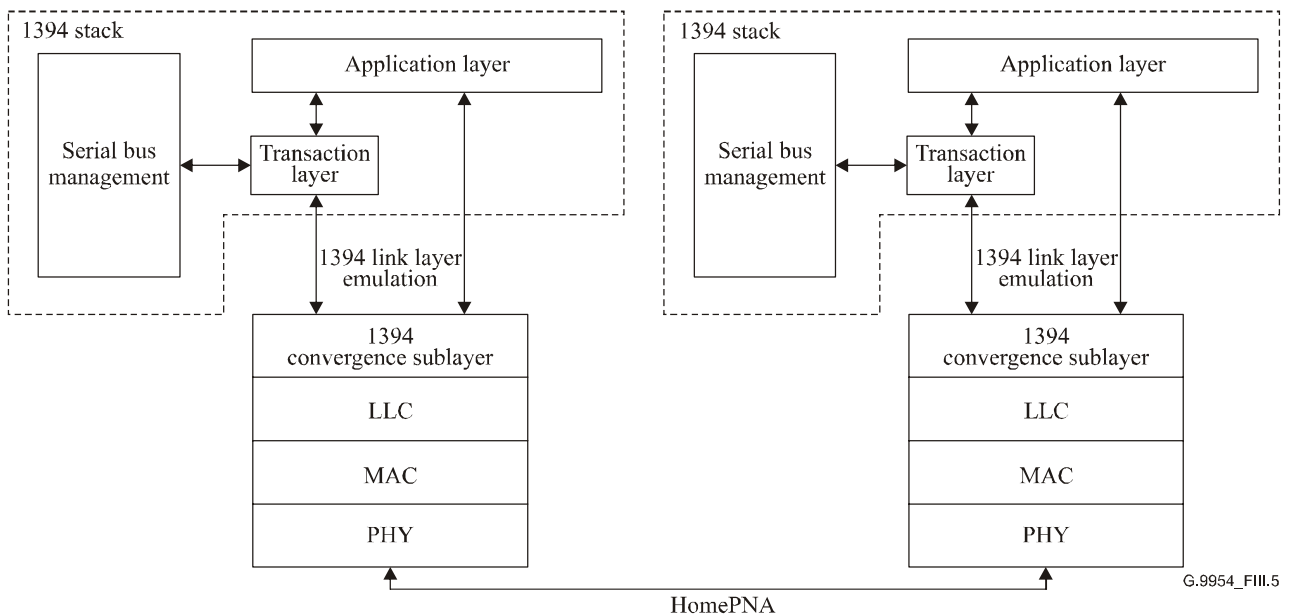 1394 stack
Application layer
Serial bus
management
Transaction
layer
1394 link layer
emulation
1394
convergence sublayer
LLC
MAC
PHY
1394 stack
Application layer
Serial bus
management
Transaction
layer
1394 link layer
emulation
1394
convergence sublayer
LLC
MAC
PHY
HomePNA
G.9954_FIII.5